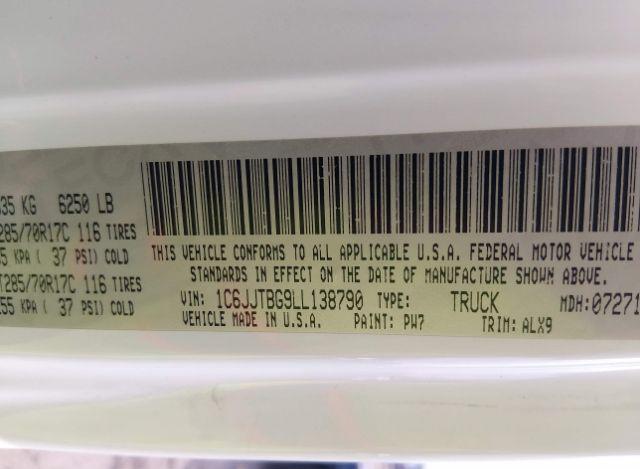 35 KG 6250 LB
285/70R17C 116 TIRES
55 KPA ( 37 PSI) COLD
T285/70R17C 116 TIRES
255 KPA ( 37 PSI) COLD
THIS VEHICLE CONFORMS TO ALL APPLICABLE U.S.A. FEDERAL MOTOR VEHICLE
STANDARDS IN EFFECT ON THE DATE OF MANUFACTURE SHOWN ABOVE.
VIN: 1C6JJTBG9LL138790 TYPE: TRUCK MDH:07271
VEHICLE MADE IN U.S.A. PAINT: PW7 TRIM: ALX9